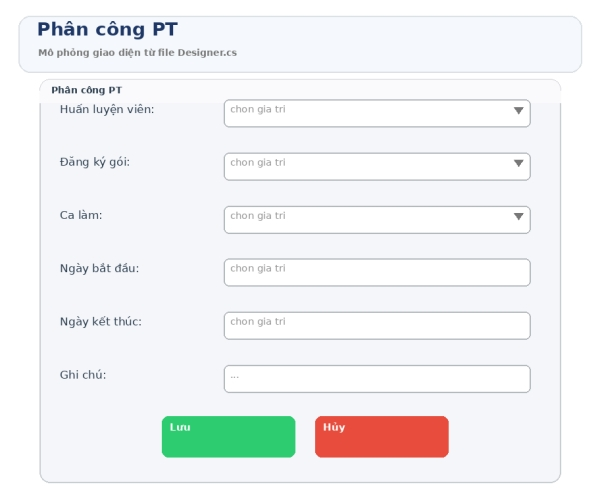 Phân công PT
Mô phỏng giao diện từ file Designer.cs
Phân công PT
Huấn luyện viên:
chon gia tri
Đăng ký gói:
chon gia tri
Ca làm:
chon gia tri
Ngày bắt đầu:
chon gia tri
Ngày kết thúc:
chon gia tri
Ghi chú:
...
Lưu
Hủy